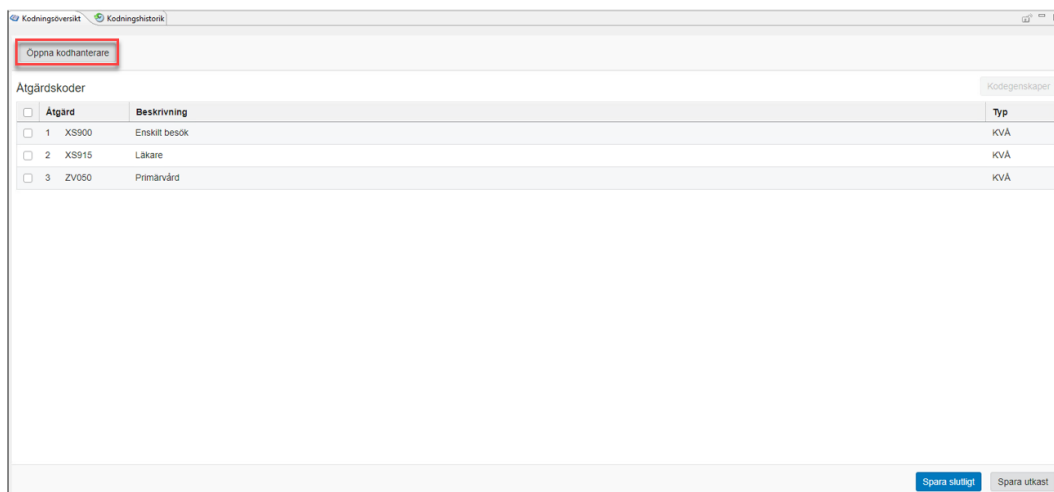 Kodningsöversikt Kodningshistorik
Öppna kodhanterare
Åtgärdskoder Kodegenskaper
Åtgärd Beskrivning Typ
1 XS900 Enskilt besök KVÅ
2 XS915 Läkare KVÅ
3 ZV050 Primärvård KVÅ
Spara slutligt Spara utkast